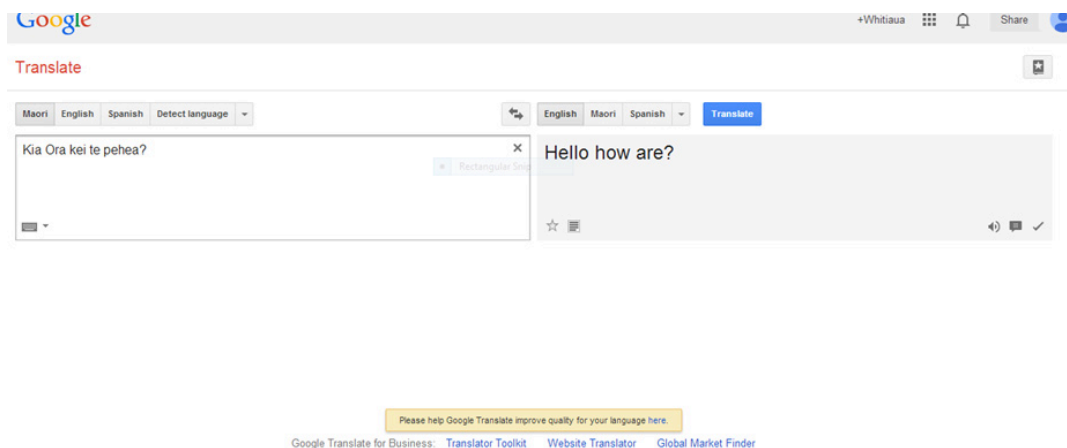 Google +Whitiaua Share
Translate
Maori English Spanish Detect language English Maori Spanish Translate
Kia Ora kei te pehea? Hello how are?
Rectangular Snip
Please help Google Translate improve quality for your language here.
Google Translate for Business: Translator Toolkit Website Translator Global Market Finder